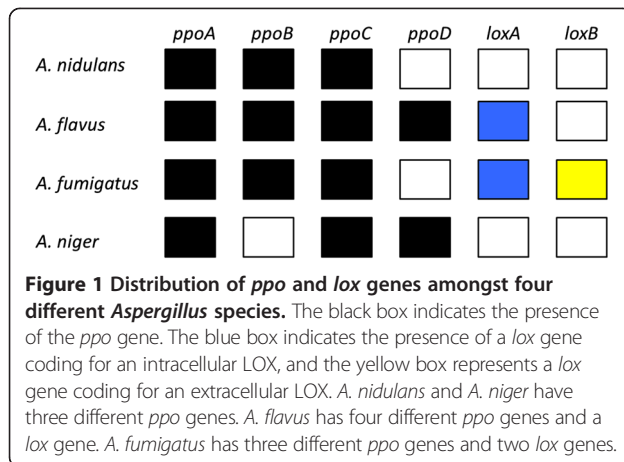 ppoA ppoB ppoC ppoD loxA loxB
A. nidulans
A. flavus
A. fumigatus
A. niger
Figure 1 Distribution of ppo and lox genes amongst four
different Aspergillus species. The black box indicates the presence
of the ppo gene. The blue box indicates the presence of a lox gene
coding for an intracellular LOX, and the yellow box represents a lox
gene coding for an extracellular LOX. A. nidulans and A. niger have
three different ppo genes. A. flavus has four different ppo genes and a
lox gene. A. fumigatus has three different ppo genes and two lox genes.